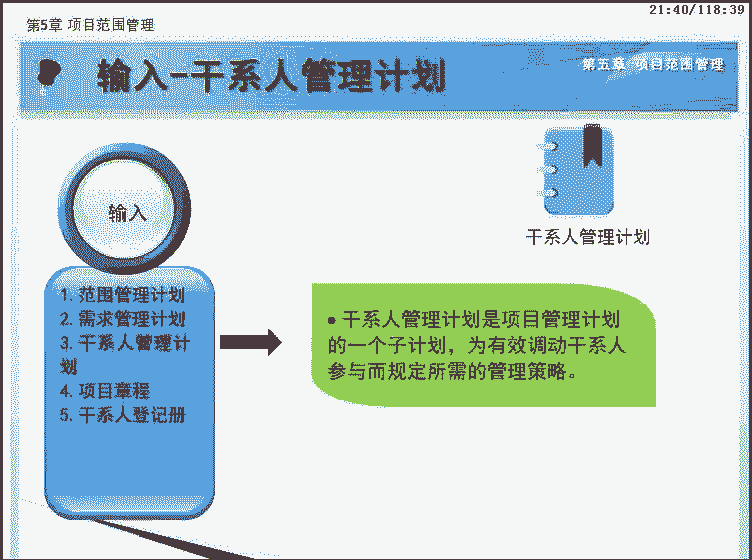 21:40/118:39
第5章 项目范围管理
输入-干系人管理计划
第五章 项目范围管理
输入
干系人管理计划
1. 范围管理计划
2. 需求管理计划
3. 干系人管理计
划
4. 项目章程
5. 干系人登记册
• 干系人管理计划是项目管理计划
的一个子计划，为有效调动干系人
参与而规定所需的管理策略。